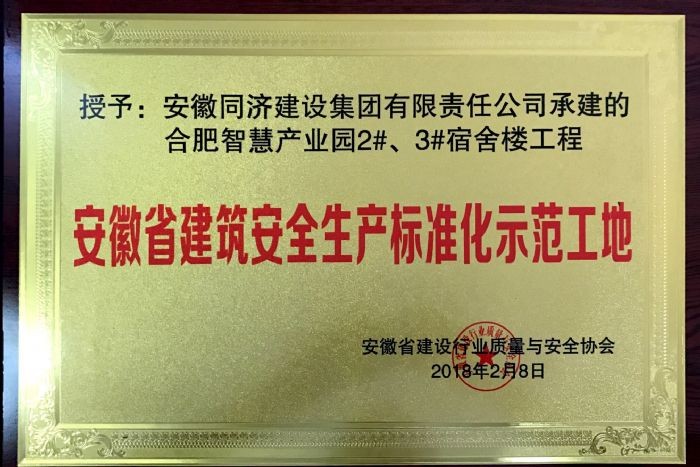 授予：安徽同济建设集团有限责任公司承建的
合肥智慧产业园2#、3#宿舍楼工程
安徽省建筑安全生产标准化示范工地
安徽省建设行业质量与安全协会
2018年2月8日